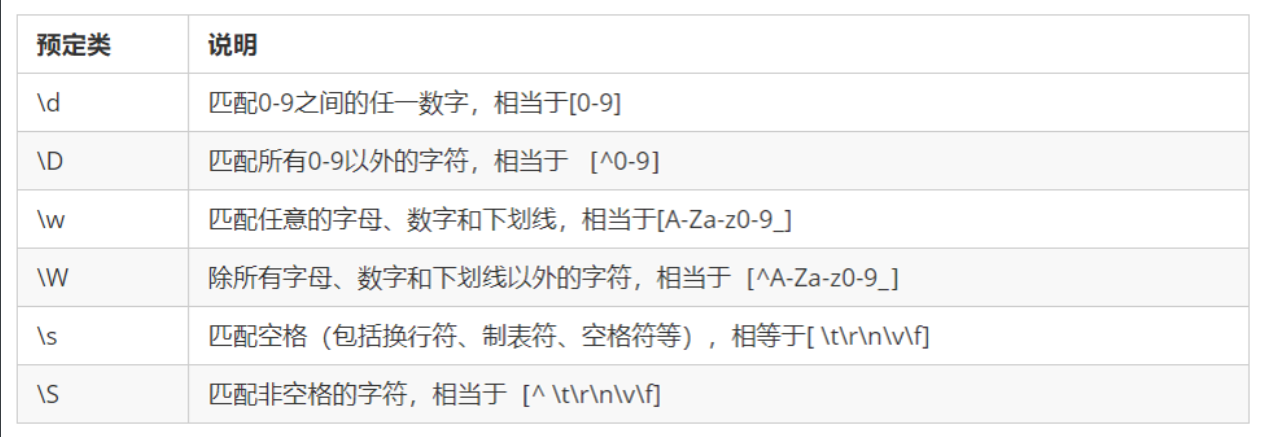 预定类 说明
\d 匹配0-9之间的任一数字，相当于[0-9]
\D 匹配所有0-9以外的字符，相当于 [^0-9]
\w 匹配任意的字母、数字和下划线，相当于[A-Za-z0-9_]
\W 除所有字母、数字和下划线以外的字符，相当于 [^A-Za-z0-9_]
\s 匹配空格（包括换行符、制表符、空格符等），相等于[ \t\r\n\v\f]
\S 匹配非空格的字符，相当于 [^ \t\r\n\v\f]